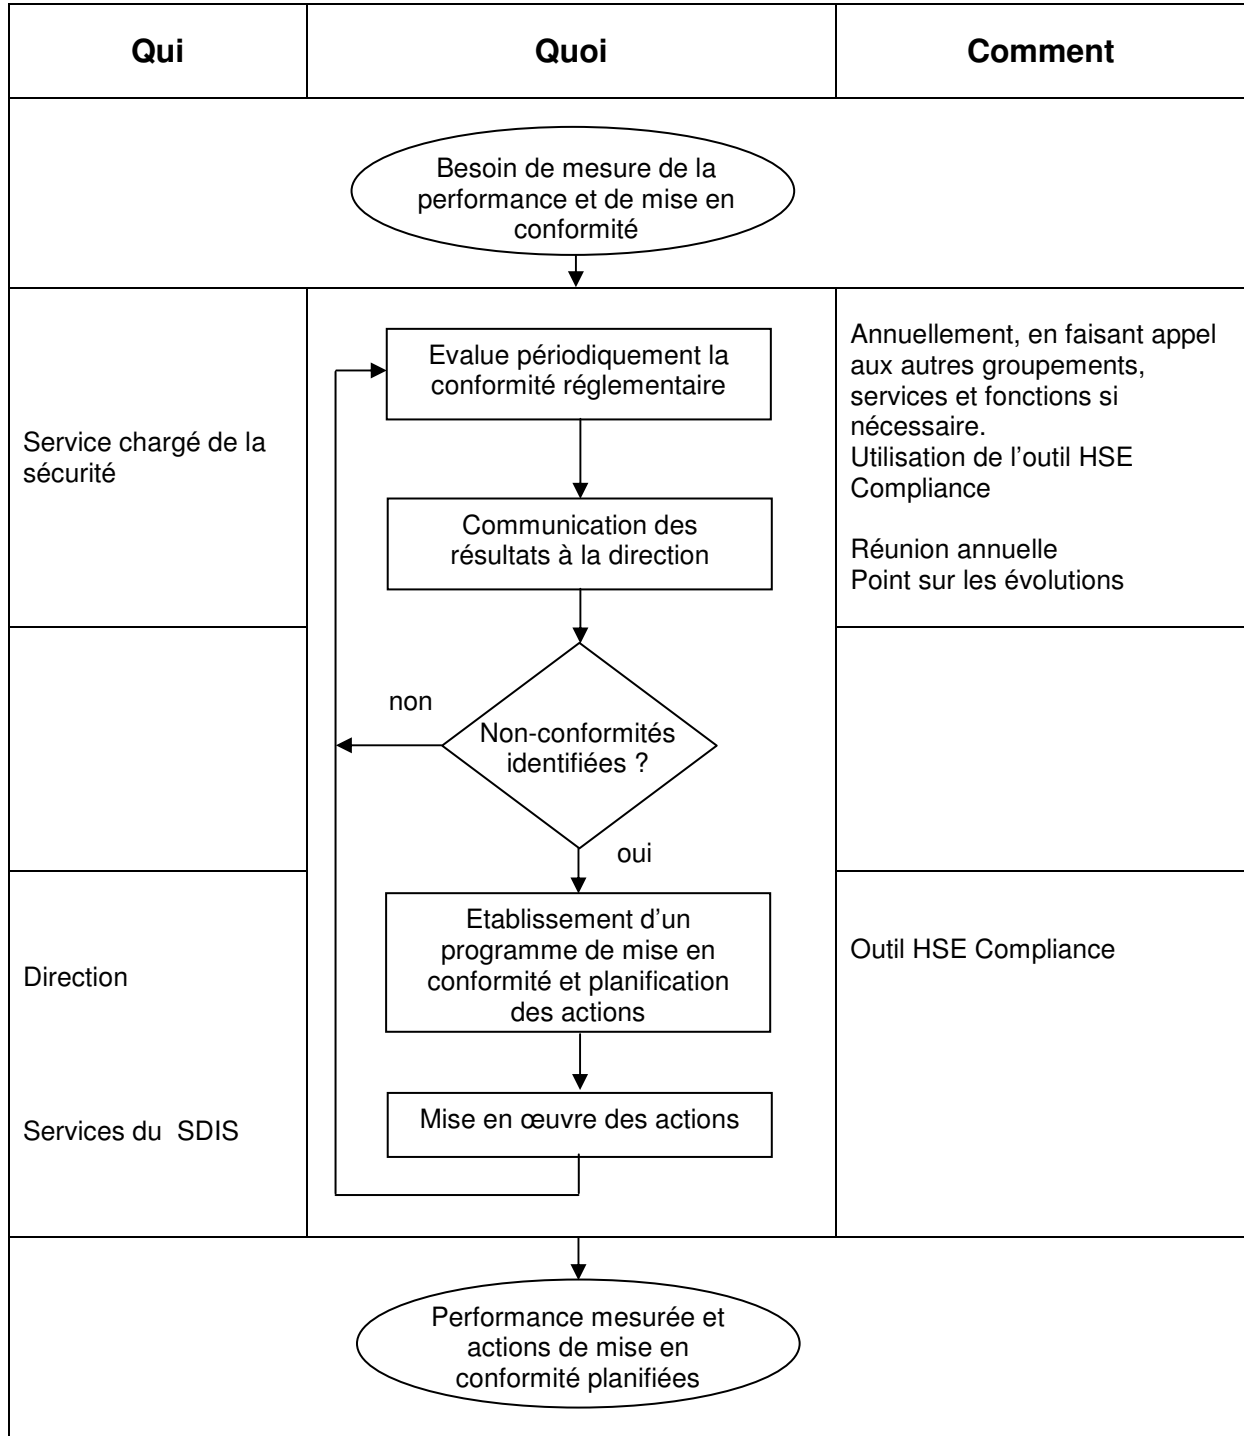 Qui
Quoi
Comment
Besoin de mesure de la
performance et de mise en
conformité
Service chargé de la
sécurité
Evalue périodiquement la
conformité réglementaire
Communication des
résultats à la direction
Annuellement, en faisant appel
aux autres groupements,
services et fonctions si
nécessaire.
Utilisation de l’outil HSE
Compliance
Réunion annuelle
Point sur les évolutions
non
Non-conformités
identifiées ?
oui
Direction
Services du  SDIS
Etablissement d’un
programme de mise en
conformité et planification
des actions
Mise en œuvre des actions
Outil HSE Compliance
Performance mesurée et
actions de mise en
conformité planifiées